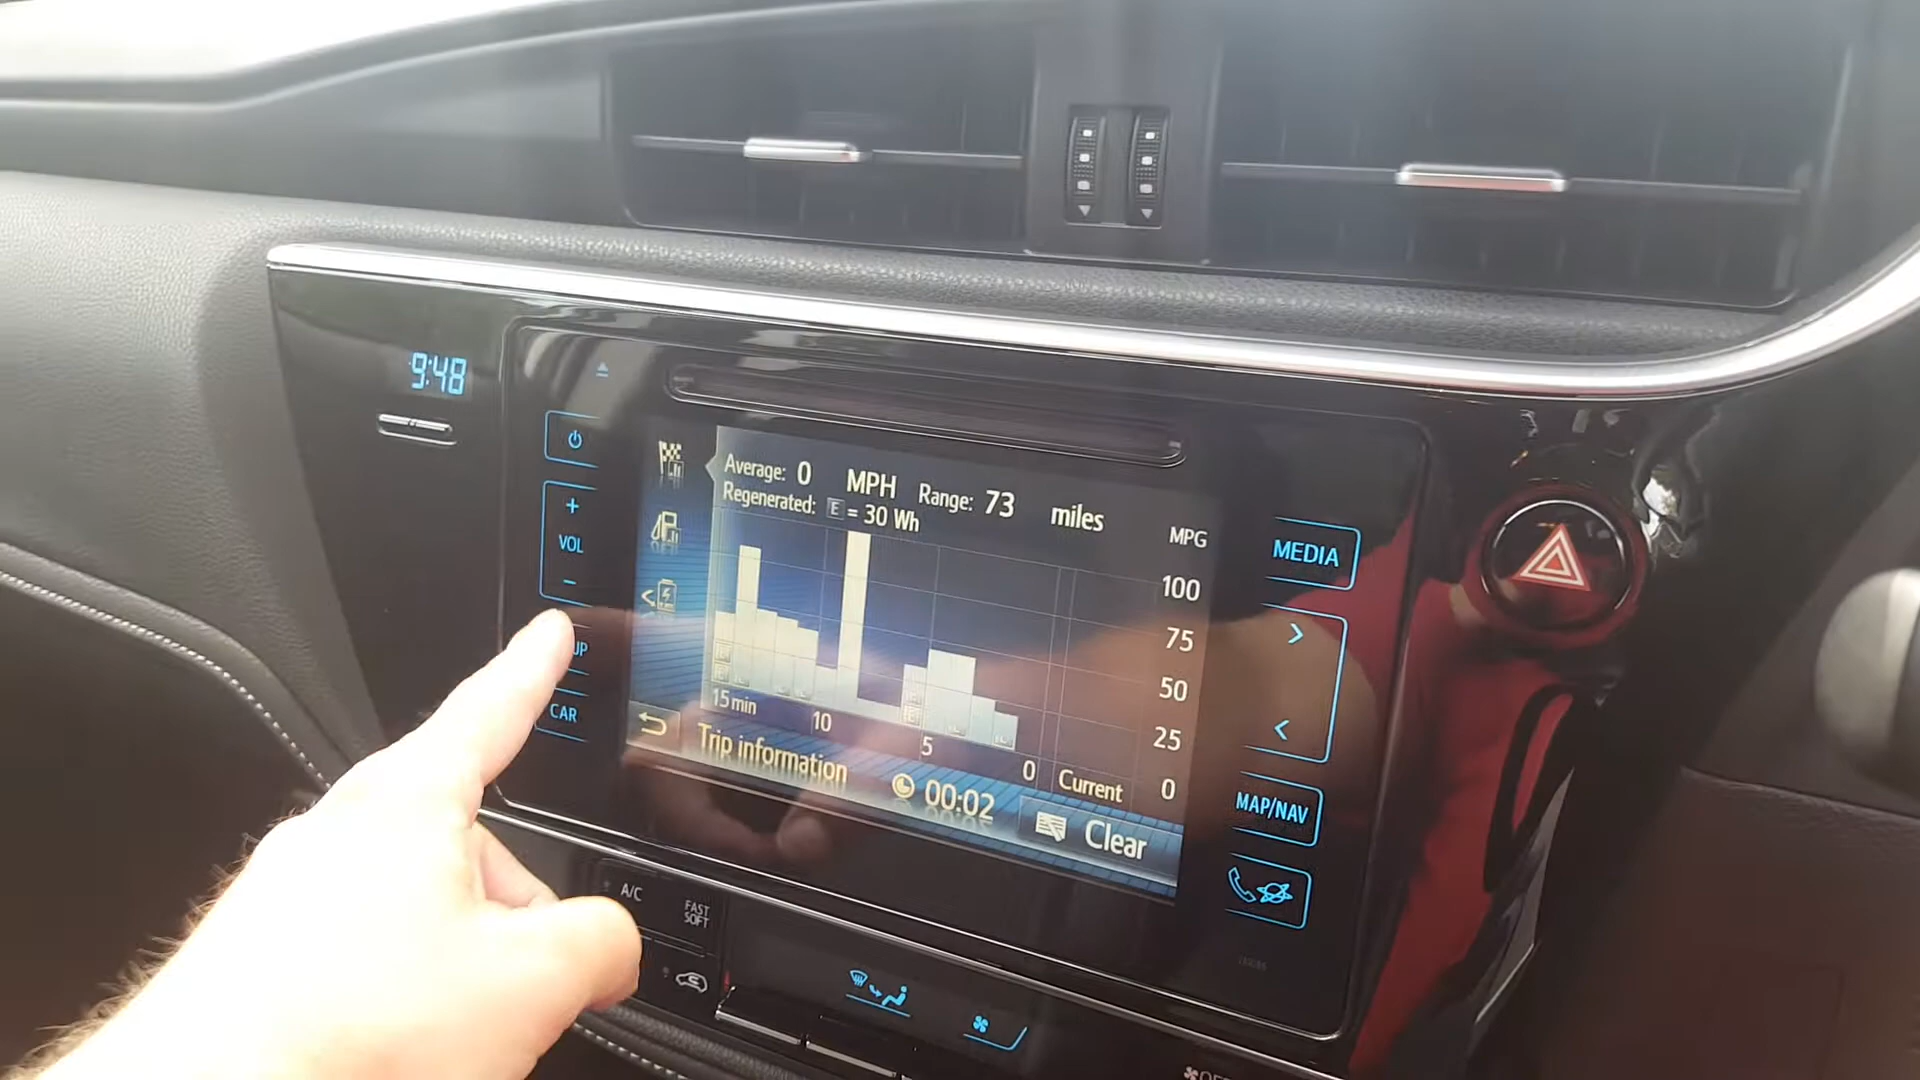 9:48
VOL
UP
CAR
Average: 0 MPH Range: 73 miles
Regenerated: E = 30 Wh
MPG
100
75
50
25
0
15 min
10
5
0
Current
Trip information
00:02
Clear
MEDIA
MAP/NAV
A/C
FAST
SOFT